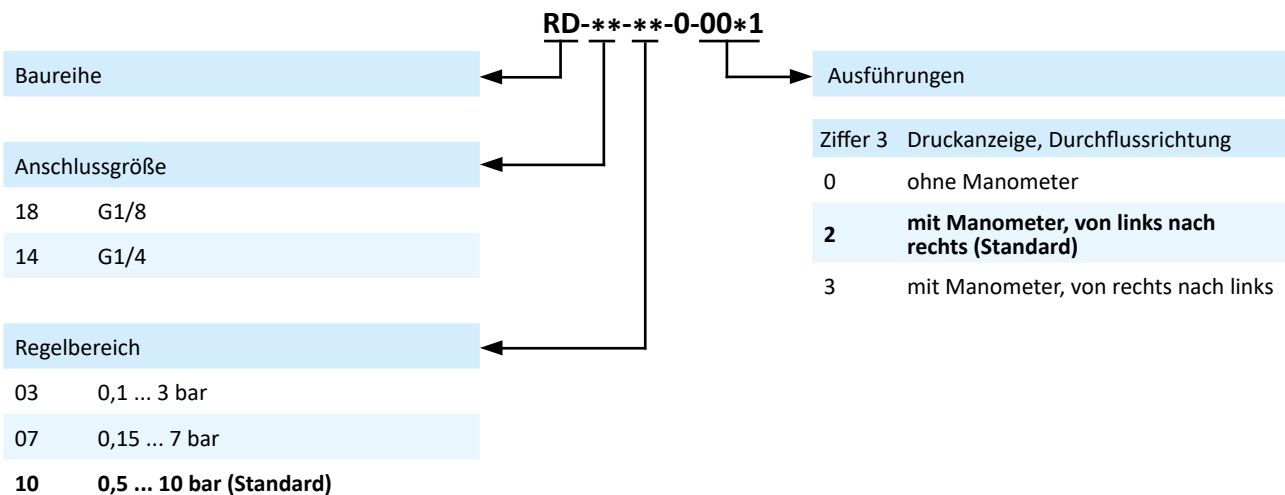 RD-**-**-0-00*1
Baureihe
Anschlussgröße
18 G1/8
14 G1/4
Regelbereich
03 0,1 ... 3 bar
07 0,15 ... 7 bar
10 0,5 ... 10 bar (Standard)
Ausführungen
Ziffer 3 Druckanzeige, Durchflussrichtung
0 ohne Manometer
2 mit Manometer, von links nach
rechts (Standard)
3 mit Manometer, von rechts nach links